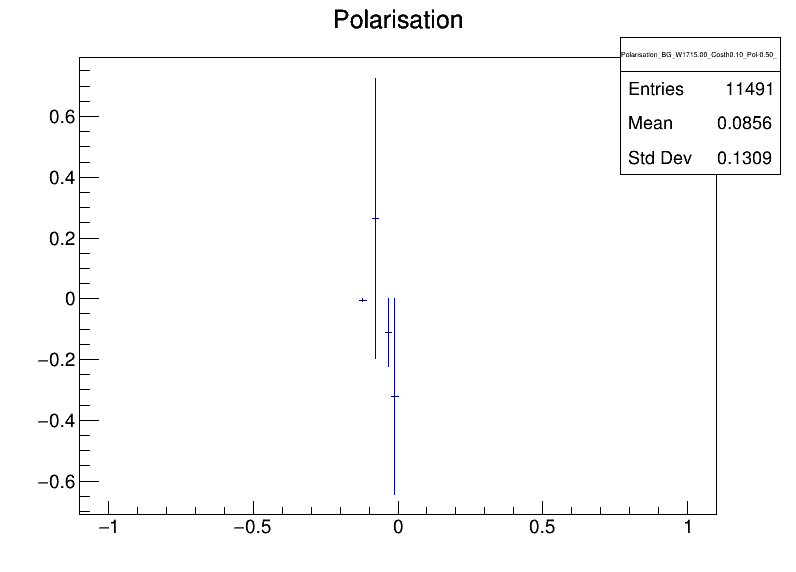 Polarisation
Polarisation_BG_W1715.00_Costh0.10_Pol-0.50_
Entries 11491
Mean 0.0856
Std Dev 0.1309
0.6
0.4
0.2
0
−0.2
−0.4
−0.6
−1 −0.5 0 0.5 1